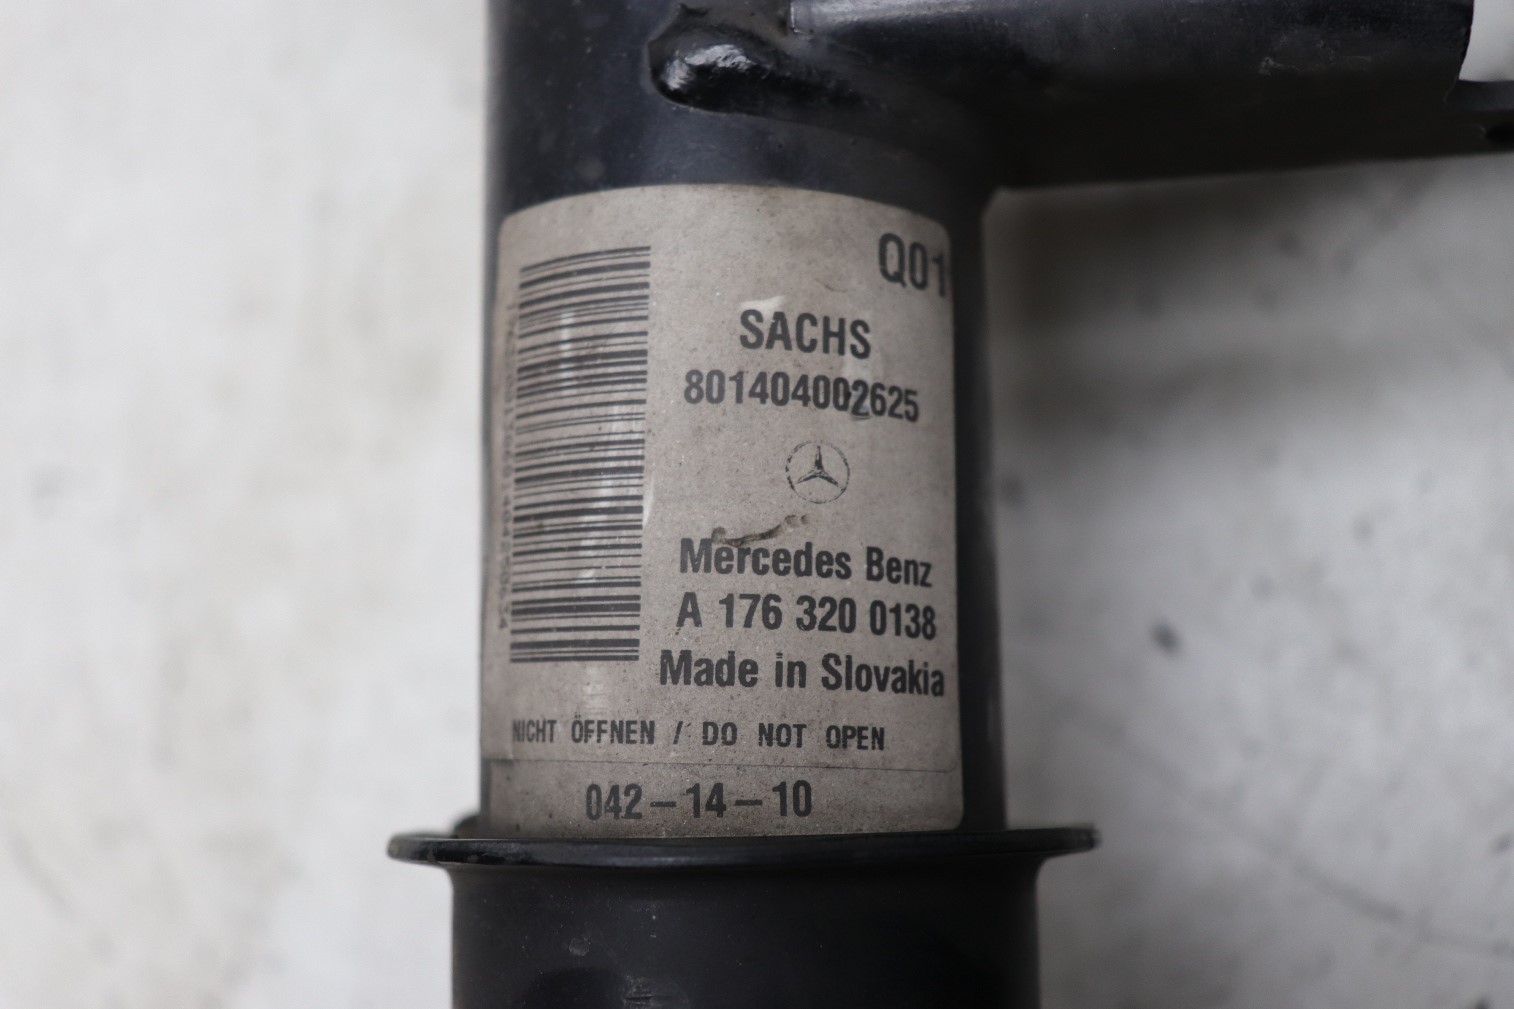 Q01
SACHS
801404002625
Mercedes Benz
A 176 320 0138
Made in Slovakia
NICHT ÖFFNEN / DO NOT OPEN
042-14-10